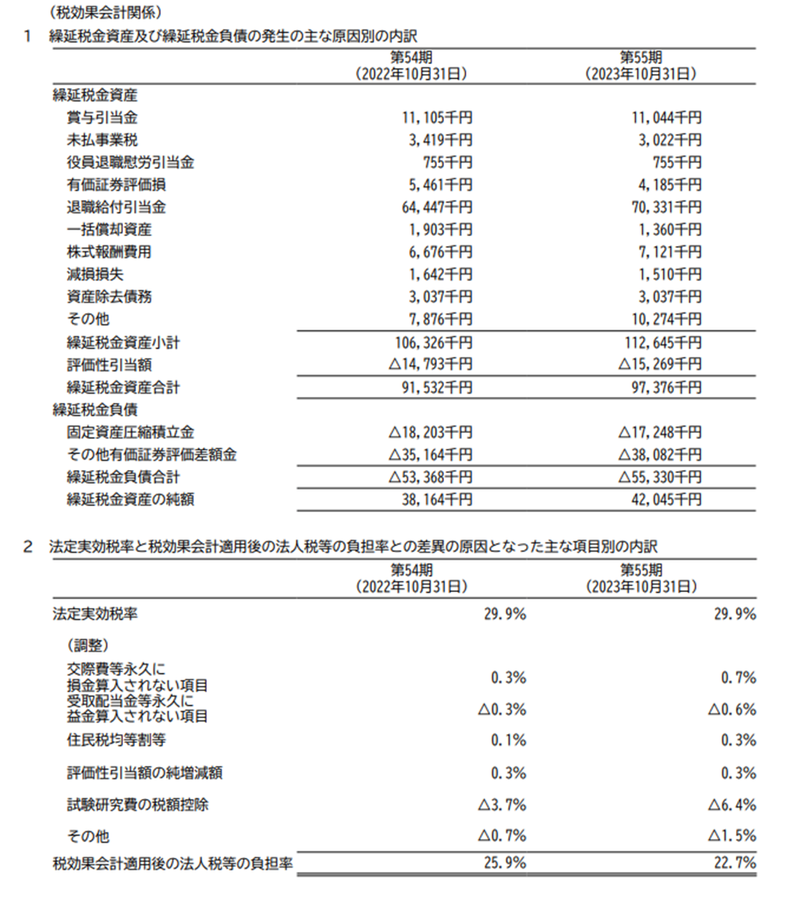 （税効果会計関係）
1 繰延税金資産及び繰延税金負債の発生の主な原因別の内訳
第54期 第55期
（2022年10月31日） （2023年10月31日）
繰延税金資産
賞与引当金 11,105千円 11,044千円
未払事業税 3,419千円 3,022千円
役員退職慰労引当金 755千円 755千円
有価証券評価損 5,461千円 4,185千円
退職給付引当金 64,447千円 70,331千円
一括償却資産 1,903千円 1,360千円
株式報酬費用 6,676千円 7,121千円
減損損失 1,642千円 1,510千円
資産除去債務 3,037千円 3,037千円
その他 7,876千円 10,274千円
繰延税金資産小計 106,326千円 112,645千円
評価性引当額 △14,793千円 △15,269千円
繰延税金資産合計 91,532千円 97,376千円
繰延税金負債
固定資産圧縮積立金 △18,203千円 △17,248千円
その他有価証券評価差額金 △35,164千円 △38,082千円
繰延税金負債合計 △53,368千円 △55,330千円
繰延税金資産の純額 38,164千円 42,045千円
2 法定実効税率と税効果会計適用後の法人税等の負担率との差異の原因となった主な項目別の内訳
第54期 第55期
（2022年10月31日） （2023年10月31日）
法定実効税率 29.9% 29.9%
（調整）
交際費等永久に
損金算入されない項目 0.3% 0.7%
受取配当金等永久に
益金算入されない項目 △0.3% △0.6%
住民税均等割等 0.1% 0.3%
評価性引当額の純増減額 0.3% 0.3%
試験研究費の税額控除 △3.7% △6.4%
その他 △0.7% △1.5%
税効果会計適用後の法人税等の負担率 25.9% 22.7%